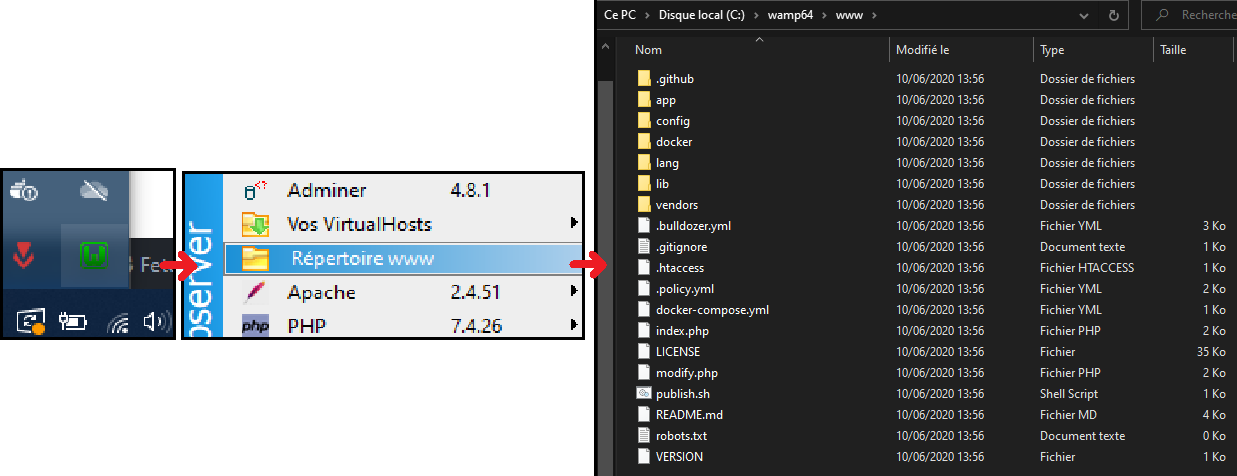 Fet
oserver
Adminer 4.8.1
Vos VirtualHosts
Répertoire www
Apache 2.4.51
php PHP 7.4.26
Ce PC > Disque local (C:) > wamp64 > www >
Recherche
Nom Modifié le Type Taille
.github 10/06/2020 13:56 Dossier de fichiers
app 10/06/2020 13:56 Dossier de fichiers
config 10/06/2020 13:56 Dossier de fichiers
docker 10/06/2020 13:56 Dossier de fichiers
lang 10/06/2020 13:56 Dossier de fichiers
lib 10/06/2020 13:56 Dossier de fichiers
vendors 10/06/2020 13:56 Dossier de fichiers
.bulldozer.yml 10/06/2020 13:56 Fichier YML 3 Ko
.gitignore 10/06/2020 13:56 Document texte 1 Ko
.htaccess 10/06/2020 13:56 Fichier HTACCESS 1 Ko
.policy.yml 10/06/2020 13:56 Fichier YML 2 Ko
docker-compose.yml 10/06/2020 13:56 Fichier YML 1 Ko
index.php 10/06/2020 13:56 Fichier PHP 2 Ko
LICENSE 10/06/2020 13:56 Fichier 35 Ko
modify.php 10/06/2020 13:56 Fichier PHP 2 Ko
publish.sh 10/06/2020 13:56 Shell Script 1 Ko
README.md 10/06/2020 13:56 Fichier MD 4 Ko
robots.txt 10/06/2020 13:56 Document texte 0 Ko
VERSION 10/06/2020 13:56 Fichier 1 Ko